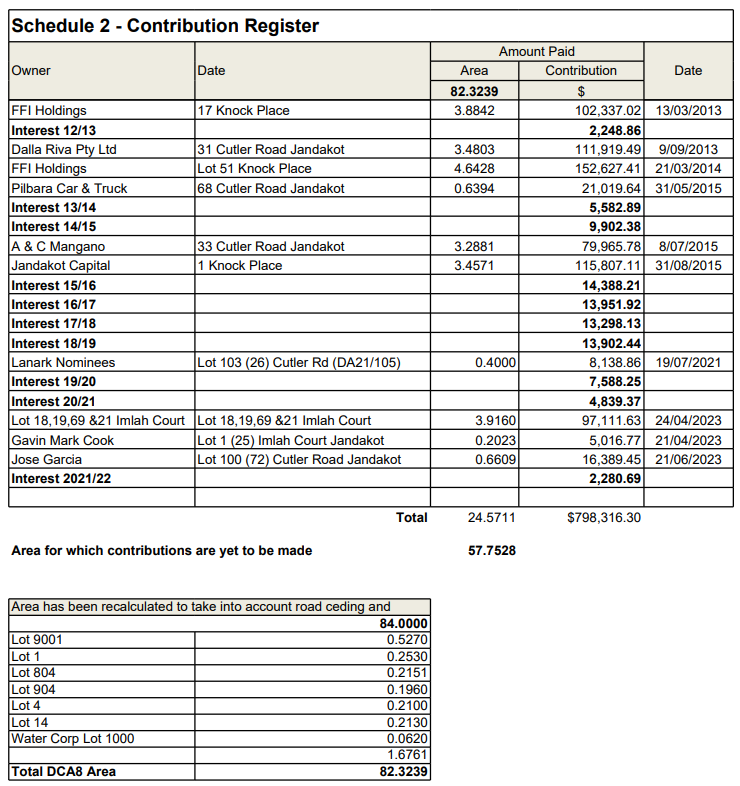 Schedule 2 - Contribution Register
Amount Paid
Owner Date Area Contribution Date
82.3239 $
FFI Holdings 17 Knock Place 3.8842 102,337.02 13/03/2013
Interest 12/13 2,248.86
Dalla Riva Pty Ltd 31 Cutler Road Jandakot 3.4803 111,919.49 9/09/2013
FFI Holdings Lot 51 Knock Place 4.6428 152,627.41 21/03/2014
Pilbara Car & Truck 68 Cutler Road Jandakot 0.6394 21,019.64 31/05/2015
Interest 13/14 5,582.89
Interest 14/15 9,902.38
A & C Mangano 33 Cutler Road Jandakot 3.2881 79,965.78 8/07/2015
Jandakot Capital 1 Knock Place 3.4571 115,807.11 31/08/2015
Interest 15/16 14,388.21
Interest 16/17 13,951.92
Interest 17/18 13,298.13
Interest 18/19 13,902.44
Lanark Nominees Lot 103 (26) Cutler Rd (DA21/105) 0.4000 8,138.86 19/07/2021
Interest 19/20 7,588.25
Interest 20/21 4,839.37
Lot 18,19,69 &21 Imlah Court Lot 18,19,69 &21 Imlah Court 3.9160 97,111.63 24/04/2023
Gavin Mark Cook Lot 1 (25) Imlah Court Jandakot 0.2023 5,016.77 21/04/2023
Jose Garcia Lot 100 (72) Cutler Road Jandakot 0.6609 16,389.45 21/06/2023
Interest 2021/22 2,280.69
Total 24.5711 $798,316.30
Area for which contributions are yet to be made 57.7528
Area has been recalculated to take into account road ceding and
84.0000
Lot 9001 0.5270
Lot 1 0.2530
Lot 804 0.2151
Lot 904 0.1960
Lot 4 0.2100
Lot 14 0.2130
Water Corp Lot 1000 0.0620
1.6761
Total DCA8 Area 82.3239